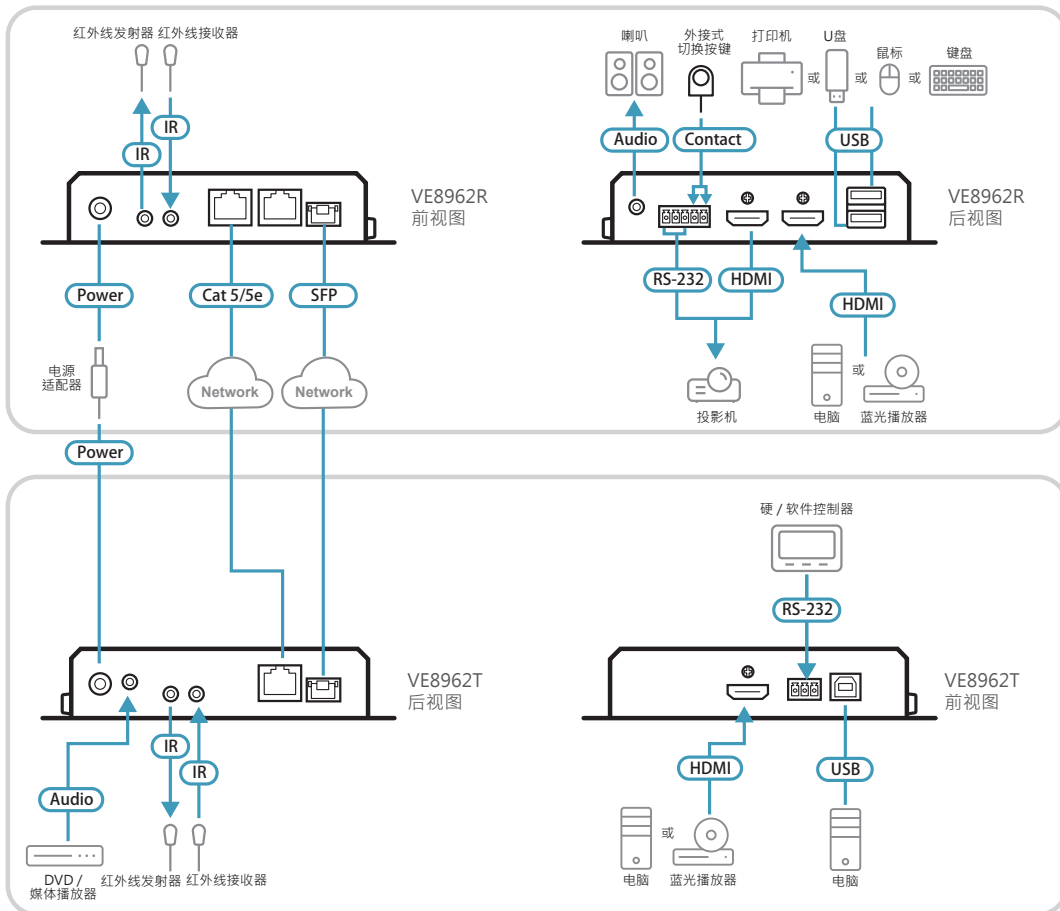 红外线发射器 红外线接收器
IR
IR
VE8962R
前视图
Power
Cat 5/5e
SFP
电源
适配器
Network
Network
Power
喇叭
外接式
切换按键
打印机
或
U盘
或
鼠标
或
键盘
Audio
Contact
USB
VE8962R
后视图
RS-232
HDMI
HDMI
投影机
电脑
或
蓝光播放器
VE8962T
后视图
IR
IR
Audio
DVD /
媒体播放器
红外线发射器 红外线接收器
硬 / 软件控制器
RS-232
VE8962T
前视图
HDMI
USB
电脑
或
蓝光播放器
电脑